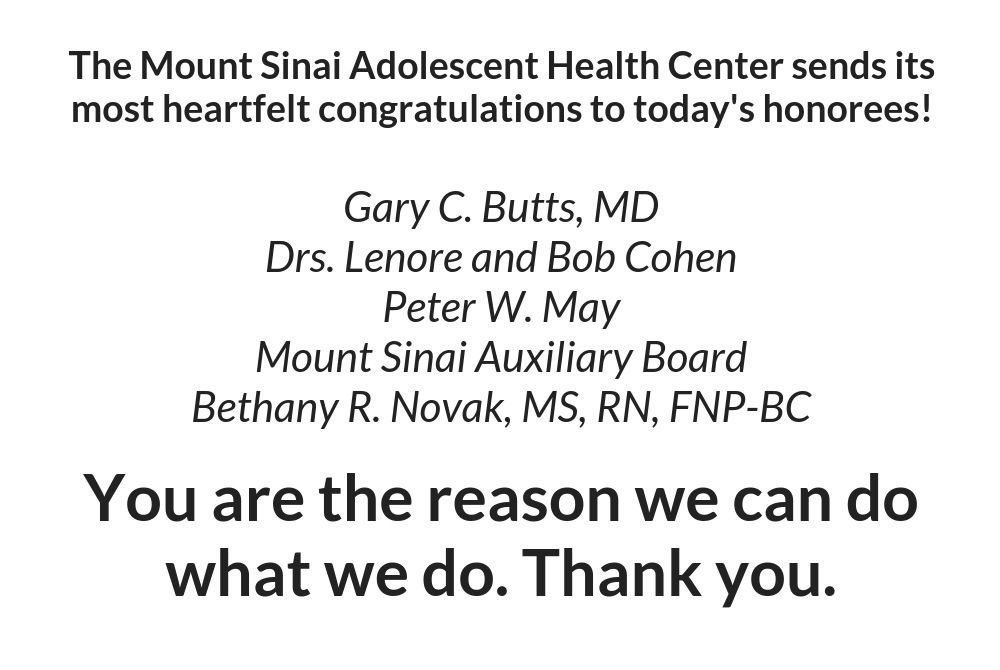 The Mount Sinai Adolescent Health Center sends its
most heartfelt congratulations to today's honorees!
Gary C. Butts, MD
Drs. Lenore and Bob Cohen
Peter W. May
Mount Sinai Auxiliary Board
Bethany R. Novak, MS, RN, FNP-BC
You are the reason we can do
what we do. Thank you.